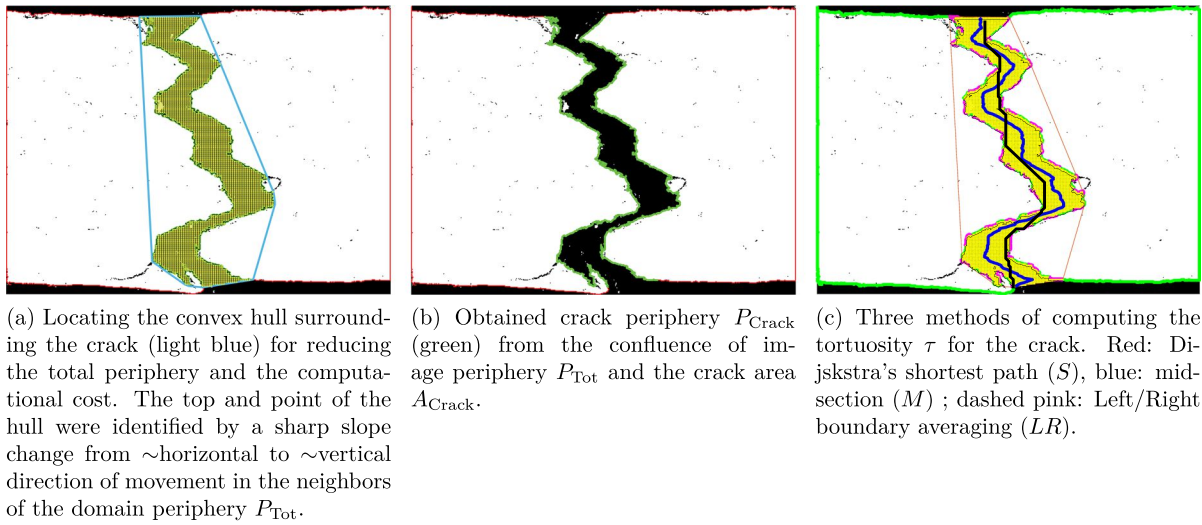 (a) Locating the convex hull surround-
ing the crack (light blue) for reducing
the total periphery and the computa-
tional cost. The top and point of the
hull were identified by a sharp slope
change from ∼horizontal to ∼vertical
direction of movement in the neighbors
of the domain periphery P_Tot.
(b) Obtained crack periphery P_Crack
(green) from the confluence of im-
age periphery P_Tot and the crack area
A_Crack.
(c) Three methods of computing the
tortuosity τ for the crack. Red: Di-
jskstra's shortest path (S), blue: mid-
section (M) ; dashed pink: Left/Right
boundary averaging (LR).